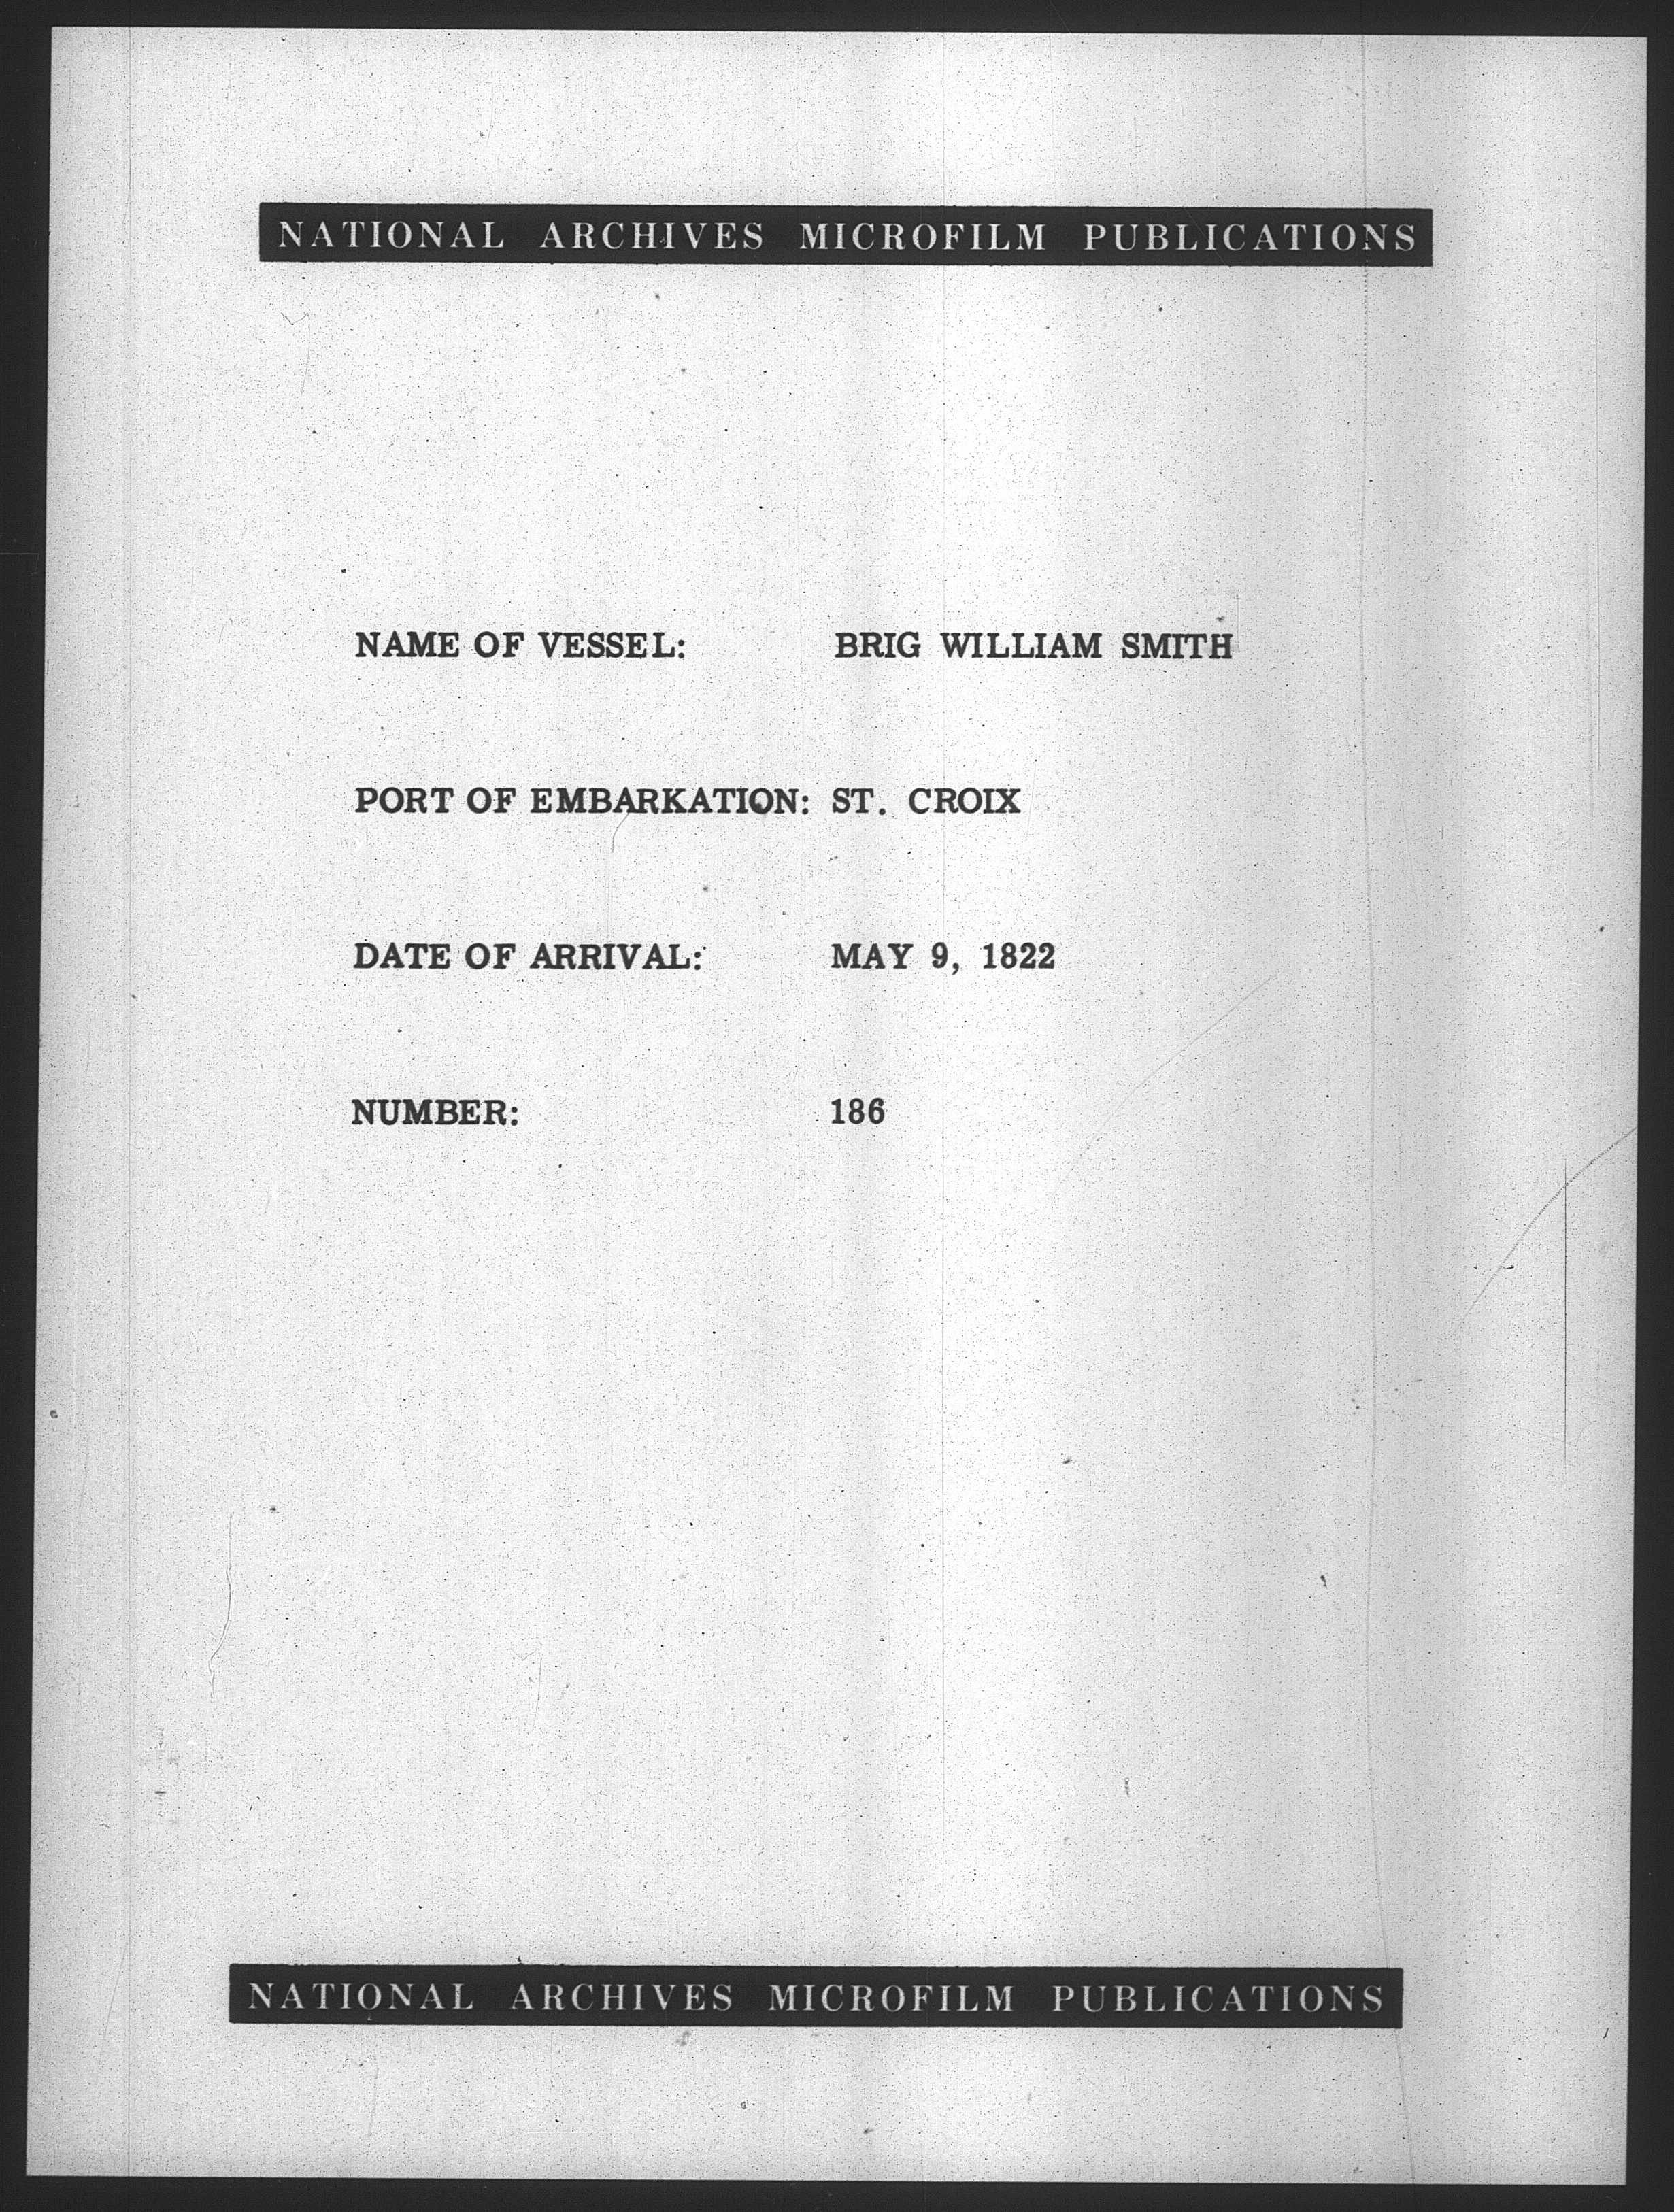 NATIONAL ARCHIVES MICROFILM PUBLICATIONS
NAME OF VESSEL: BRIG WILLIAM SMITH
PORT OF EMBARKATION: ST. CROIX
DATE OF ARRIVAL: MAY 9, 1822
NUMBER: 186
NATIONAL ARCHIVES MICROFILM PUBLICATIONS